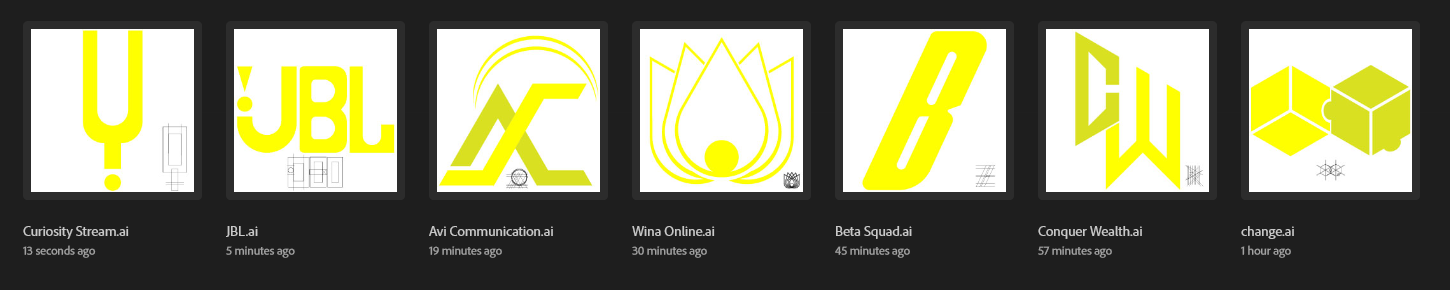 JBL
Curiosity Stream.ai
13 seconds ago
JBL.ai
5 minutes ago
Avi Communication.ai
19 minutes ago
Wina Online.ai
30 minutes ago
Beta Squad.ai
45 minutes ago
Conquer Wealth.ai
57 minutes ago
change.ai
1 hour ago